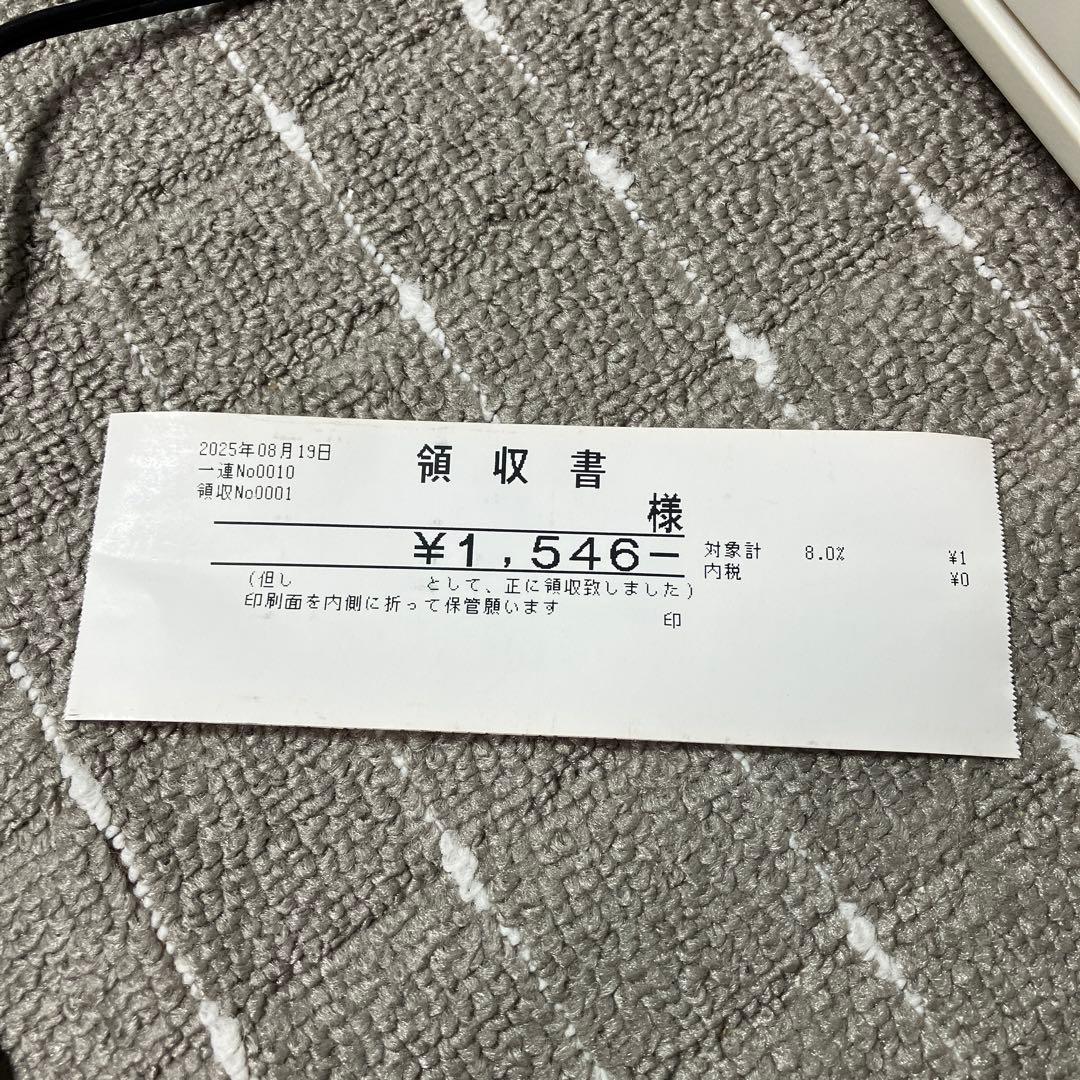 2025年08月19日
一連No0010
領収No0001
領収書
様
¥1,546-
(但し として、正に領収致しました)
印刷面を内側に折って保管願います
印
対象計 8.0% ¥1
内税 ¥0